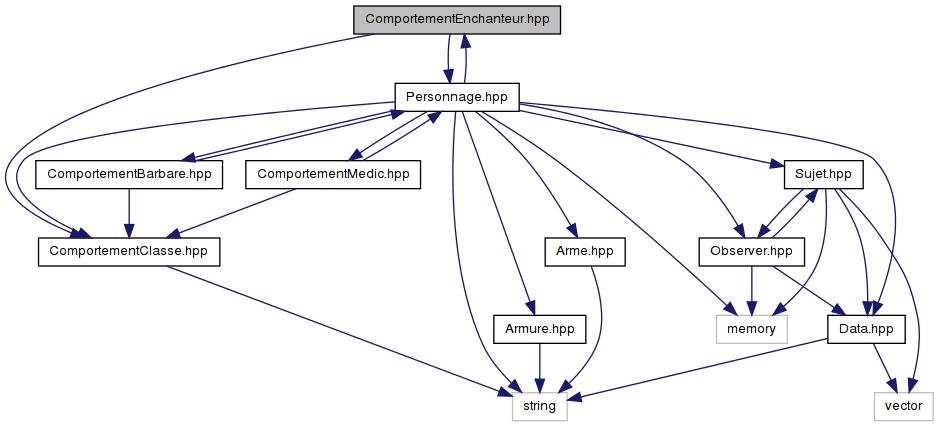 ComportementEnchanteur.hpp
Personnage.hpp
ComportementBarbare.hpp
ComportementMedic.hpp
Sujet.hpp
ComportementClasse.hpp
Arme.hpp
Observer.hpp
Armure.hpp
memory
Data.hpp
string
vector